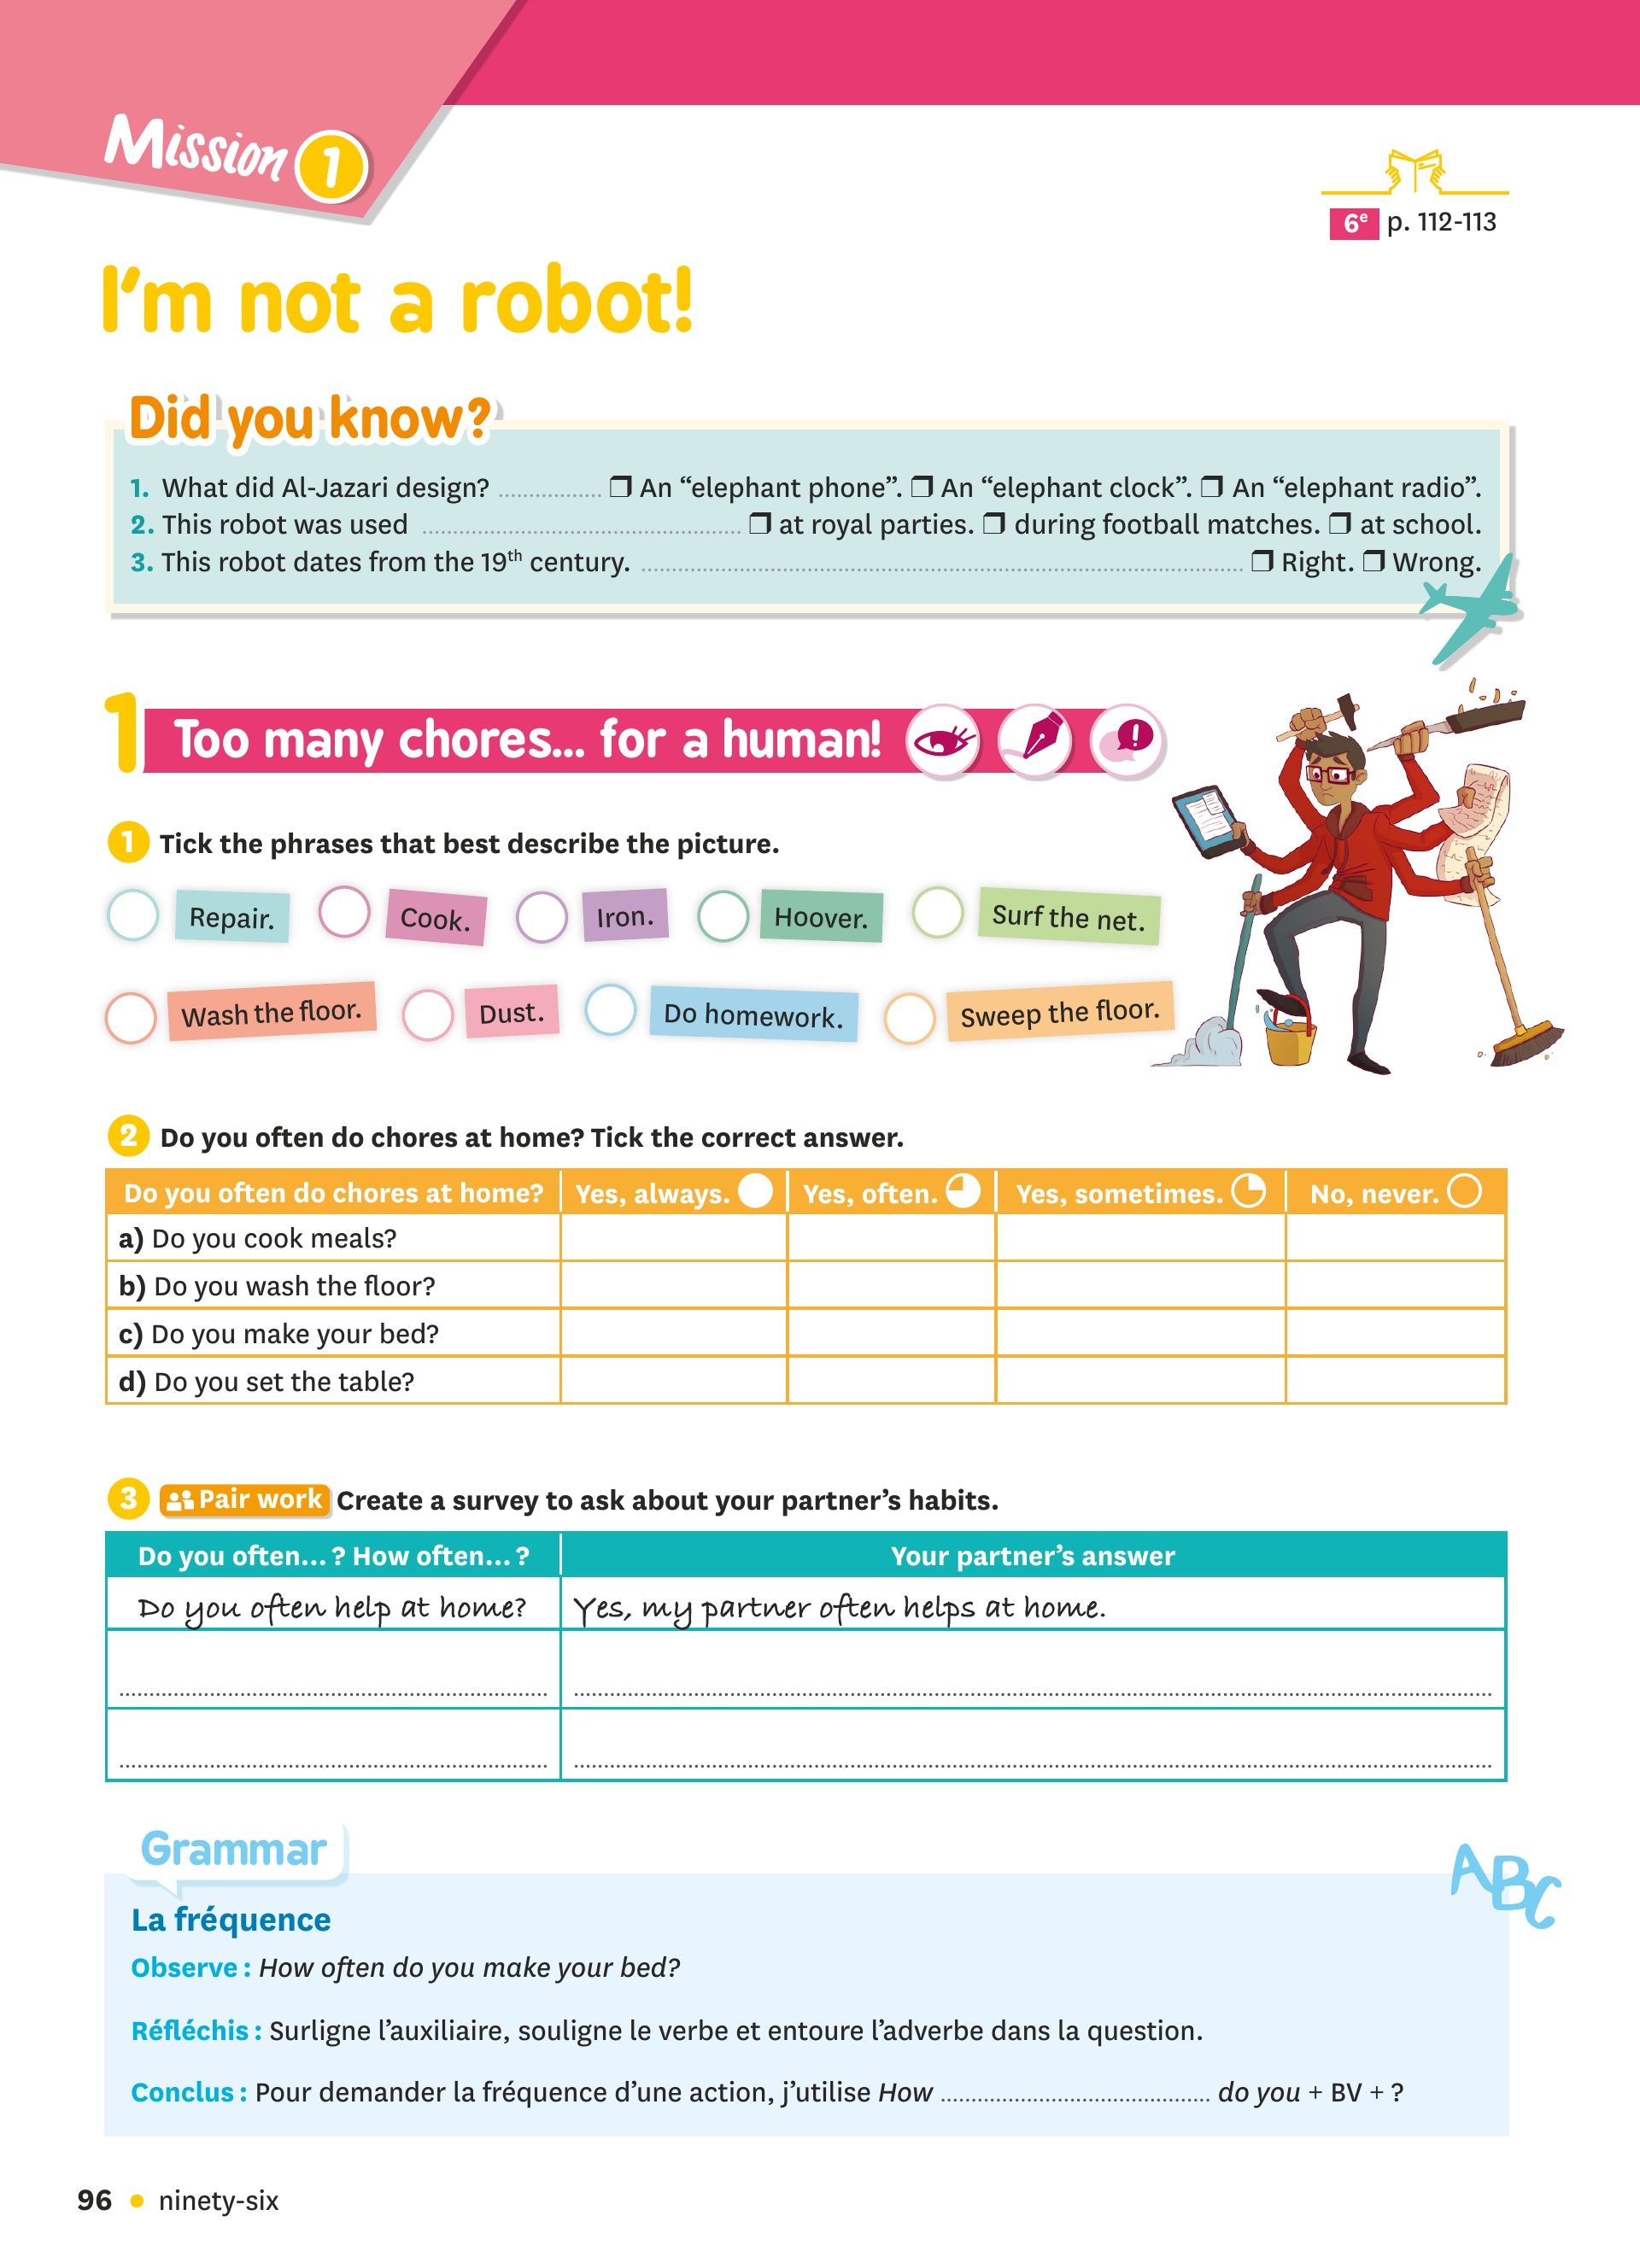 Mission 1
6e p. 112-113
I'm not a robot!
Did you know?
1. What did Al-Jazari design? ................ ❒ An “elephant phone”. ❒ An “elephant clock”. ❒ An “elephant radio”.
2. This robot was used ................................................ ❒ at royal parties. ❒ during football matches. ❒ at school.
3. This robot dates from the 19th century. ................................................................................ ❒ Right. ❒ Wrong.
1 Too many chores... for a human!
1 Tick the phrases that best describe the picture.
Repair. Cook. Iron. Hoover. Surf the net.
Wash the floor. Dust. Do homework. Sweep the floor.
2 Do you often do chores at home? Tick the correct answer.
Do you often do chores at home? Yes, always. Yes, often. Yes, sometimes. No, never.
a) Do you cook meals?
b) Do you wash the floor?
c) Do you make your bed?
d) Do you set the table?
3 Pair work Create a survey to ask about your partner’s habits.
Do you often... ? How often... ? Your partner’s answer
Do you often help at home? Yes, my partner often helps at home.
Grammar
ABC
La fréquence
Observe : How often do you make your bed?
Réfléchis : Surligne l’auxiliaire, souligne le verbe et entoure l’adverbe dans la question.
Conclus : Pour demander la fréquence d’une action, j’utilise How ........................................ do you + BV + ?
96 • ninety-six